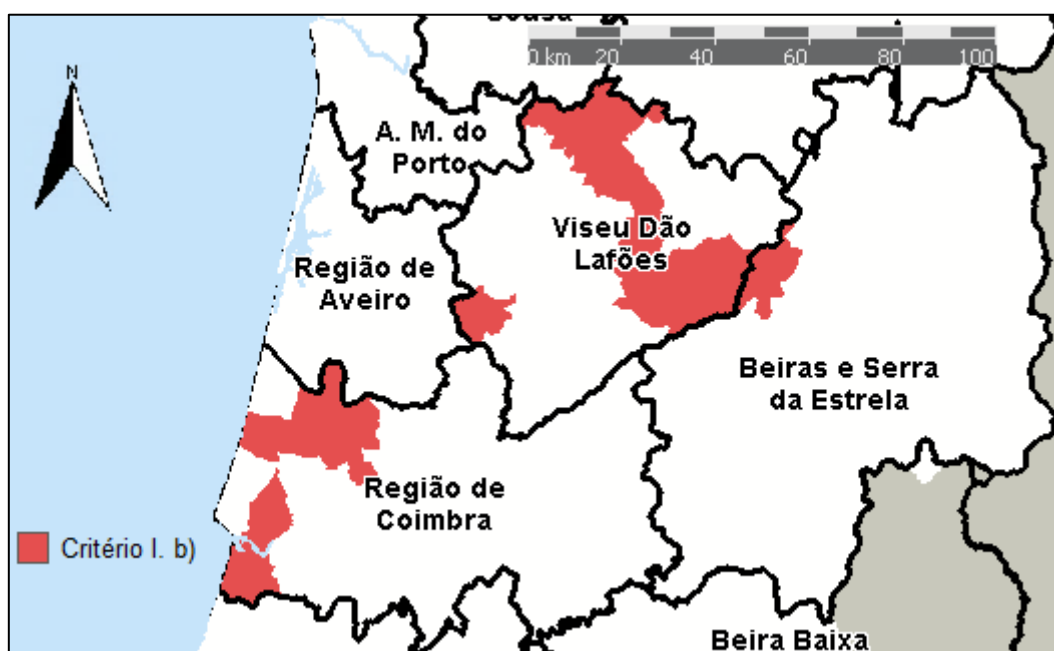 Sousa
0 km 20 40 60 80 100
N
A. M. do
Porto
Viseu Dão
Lafões
Região de
Aveiro
Beiras e Serra
da Estrela
Região de
Coimbra
Critério I. b)
Beira Baixa